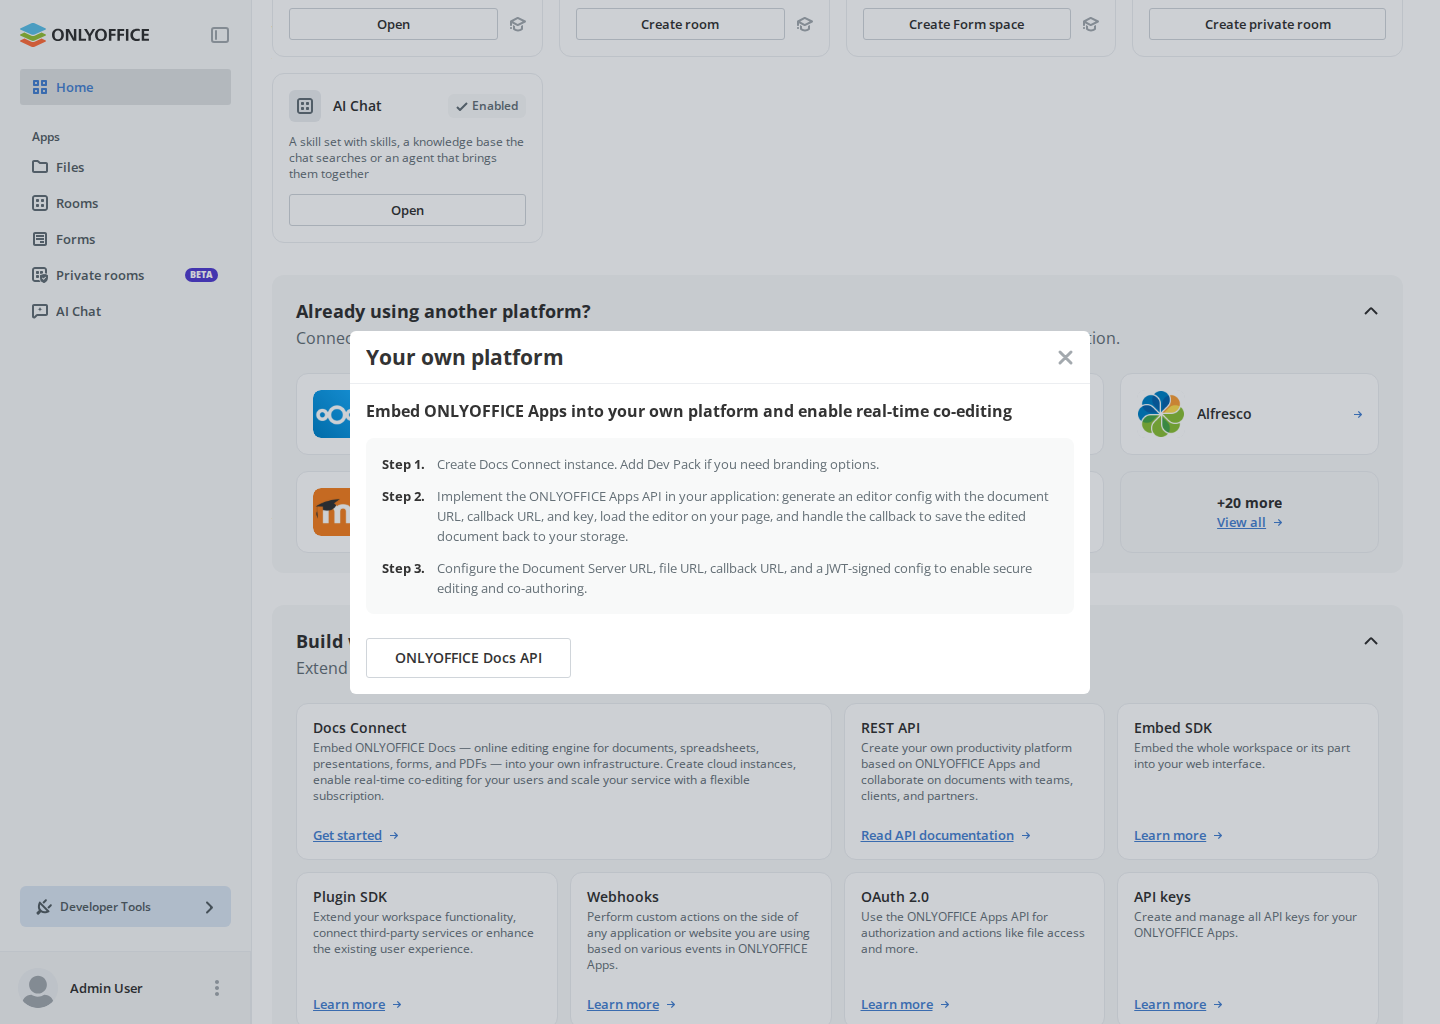 ONLYOFFICE
Home
Apps
Files
Rooms
Forms
Private rooms
BETA
AI Chat
Developer Tools
Admin User
Open
Create room
Create Form space
Create private room
AI Chat
Enabled
A skill set with skills, a knowledge base the
chat searches or an agent that brings
them together
Open
Already using another platform?
Connec
tion.
Alfresco
+20 more
View all
Your own platform
Embed ONLYOFFICE Apps into your own platform and enable real-time co-editing
Step 1. Create Docs Connect instance. Add Dev Pack if you need branding options.
Step 2. Implement the ONLYOFFICE Apps API in your application: generate an editor config with the document
URL, callback URL, and key, load the editor on your page, and handle the callback to save the edited
document back to your storage.
Step 3. Configure the Document Server URL, file URL, callback URL, and a JWT-signed config to enable secure
editing and co-authoring.
ONLYOFFICE Docs API
Build
Extend
Docs Connect
Embed ONLYOFFICE Docs — online editing engine for documents, spreadsheets,
presentations, forms, and PDFs — into your own infrastructure. Create cloud instances,
enable real-time co-editing for your users and scale your service with a flexible
subscription.
Get started
REST API
Create your own productivity platform
based on ONLYOFFICE Apps and
collaborate on documents with teams,
clients, and partners.
Read API documentation
Embed SDK
Embed the whole workspace or its part
into your web interface.
Learn more
Plugin SDK
Extend your workspace functionality,
connect third-party services or enhance
the existing user experience.
Learn more
Webhooks
Perform custom actions on the side of
any application or website you are using
based on various events in ONLYOFFICE
Apps.
Learn more
OAuth 2.0
Use the ONLYOFFICE Apps API for
authorization and actions like file access
and more.
Learn more
API keys
Create and manage all API keys for your
ONLYOFFICE Apps.
Learn more